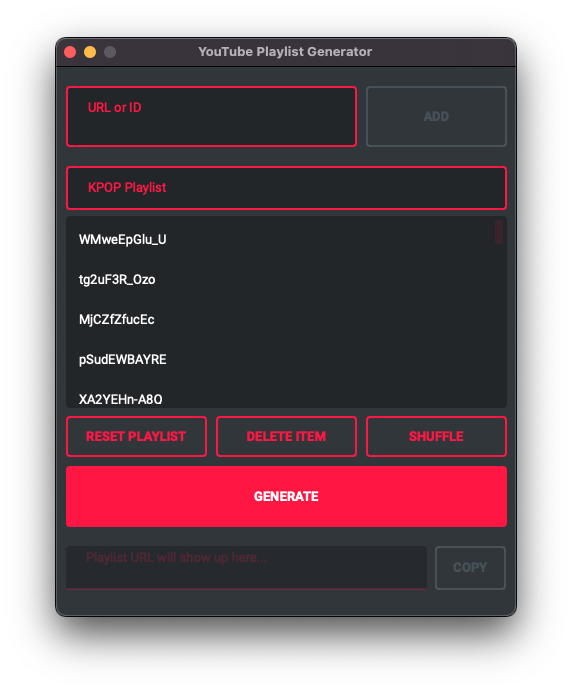 YouTube Playlist Generator
URL or ID
ADD
KPOP Playlist
WMweEpGlu_U
tg2uF3R_Ozo
MjCZfZfucEc
pSudEWBAYRE
XA2YEHn-A8Q
RESET PLAYLIST
DELETE ITEM
SHUFFLE
GENERATE
Playlist URL will show up here...
COPY